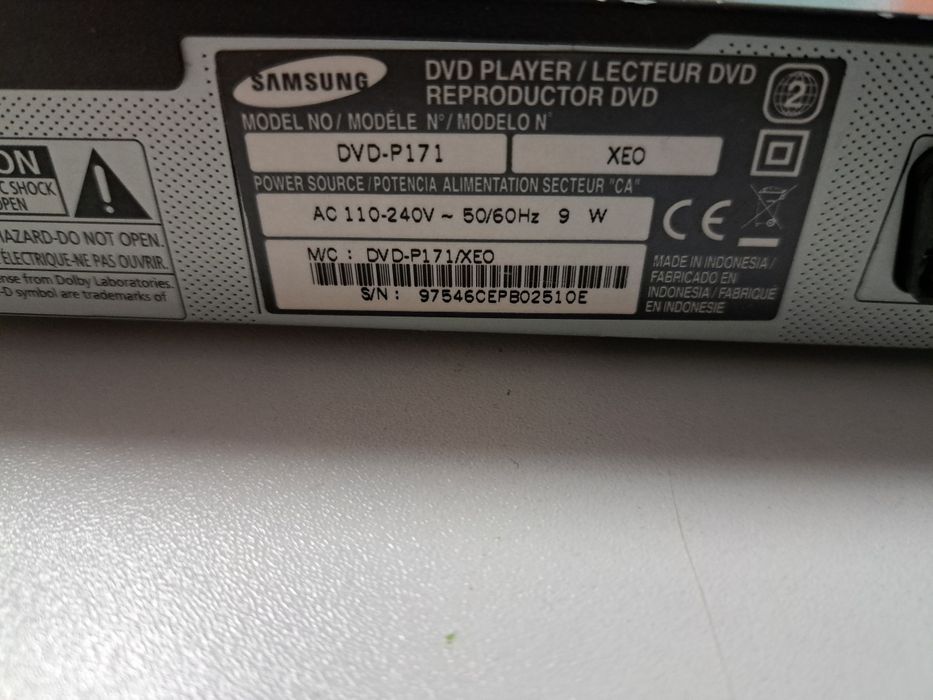 SAMSUNG
DVD PLAYER / LECTEUR DVD
REPRODUCTOR DVD
2
MODEL NO / MODÈLE N° / MODELO N°
DVD-P171
XEO
POWER SOURCE / POTENCIA ALIMENTATION SECTEUR "CA"
AC 110-240V ~ 50/60Hz 9 W
CE
M/C : DVD-P171/XEO
S/N : 97546CEPB02510E
MADE IN INDONESIA /
FABRICADO EN
INDONESIA / FABRIQUÉ
EN INDONESIE
ON
C SHOCK
OPEN
HAZARD-DO NOT OPEN.
ÉLECTRIQUE-NE PAS OUVRIR.
nse from Dolby Laboratories.
-D symbol are trademarks of